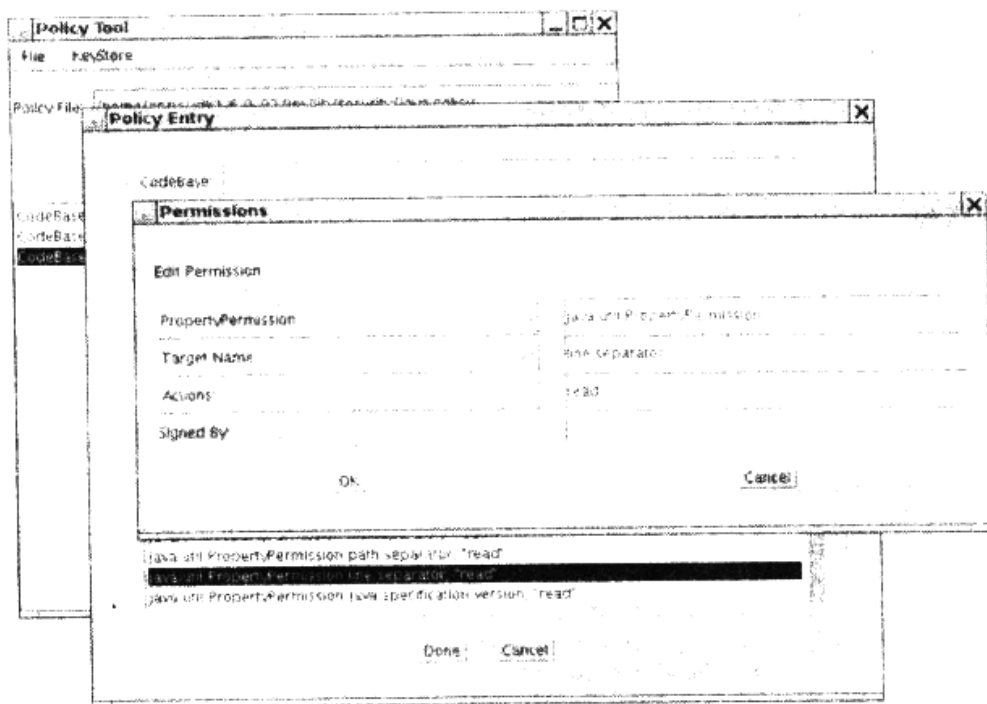 Policy Tool
File KeyStore
Policy File:
Policy Entry
CodeBase:
CodeBase
CodeBase
CodeBase
Permissions
Edit Permission
PropertyPermission java.util.PropertyPermission
Target Name: line.separator
Actions: read
Signed By:
OK Cancel
java.util.PropertyPermission path.separator, "read"
java.util.PropertyPermission line.separator, "read"
java.util.PropertyPermission java.specification.version, "read"
Done Cancel